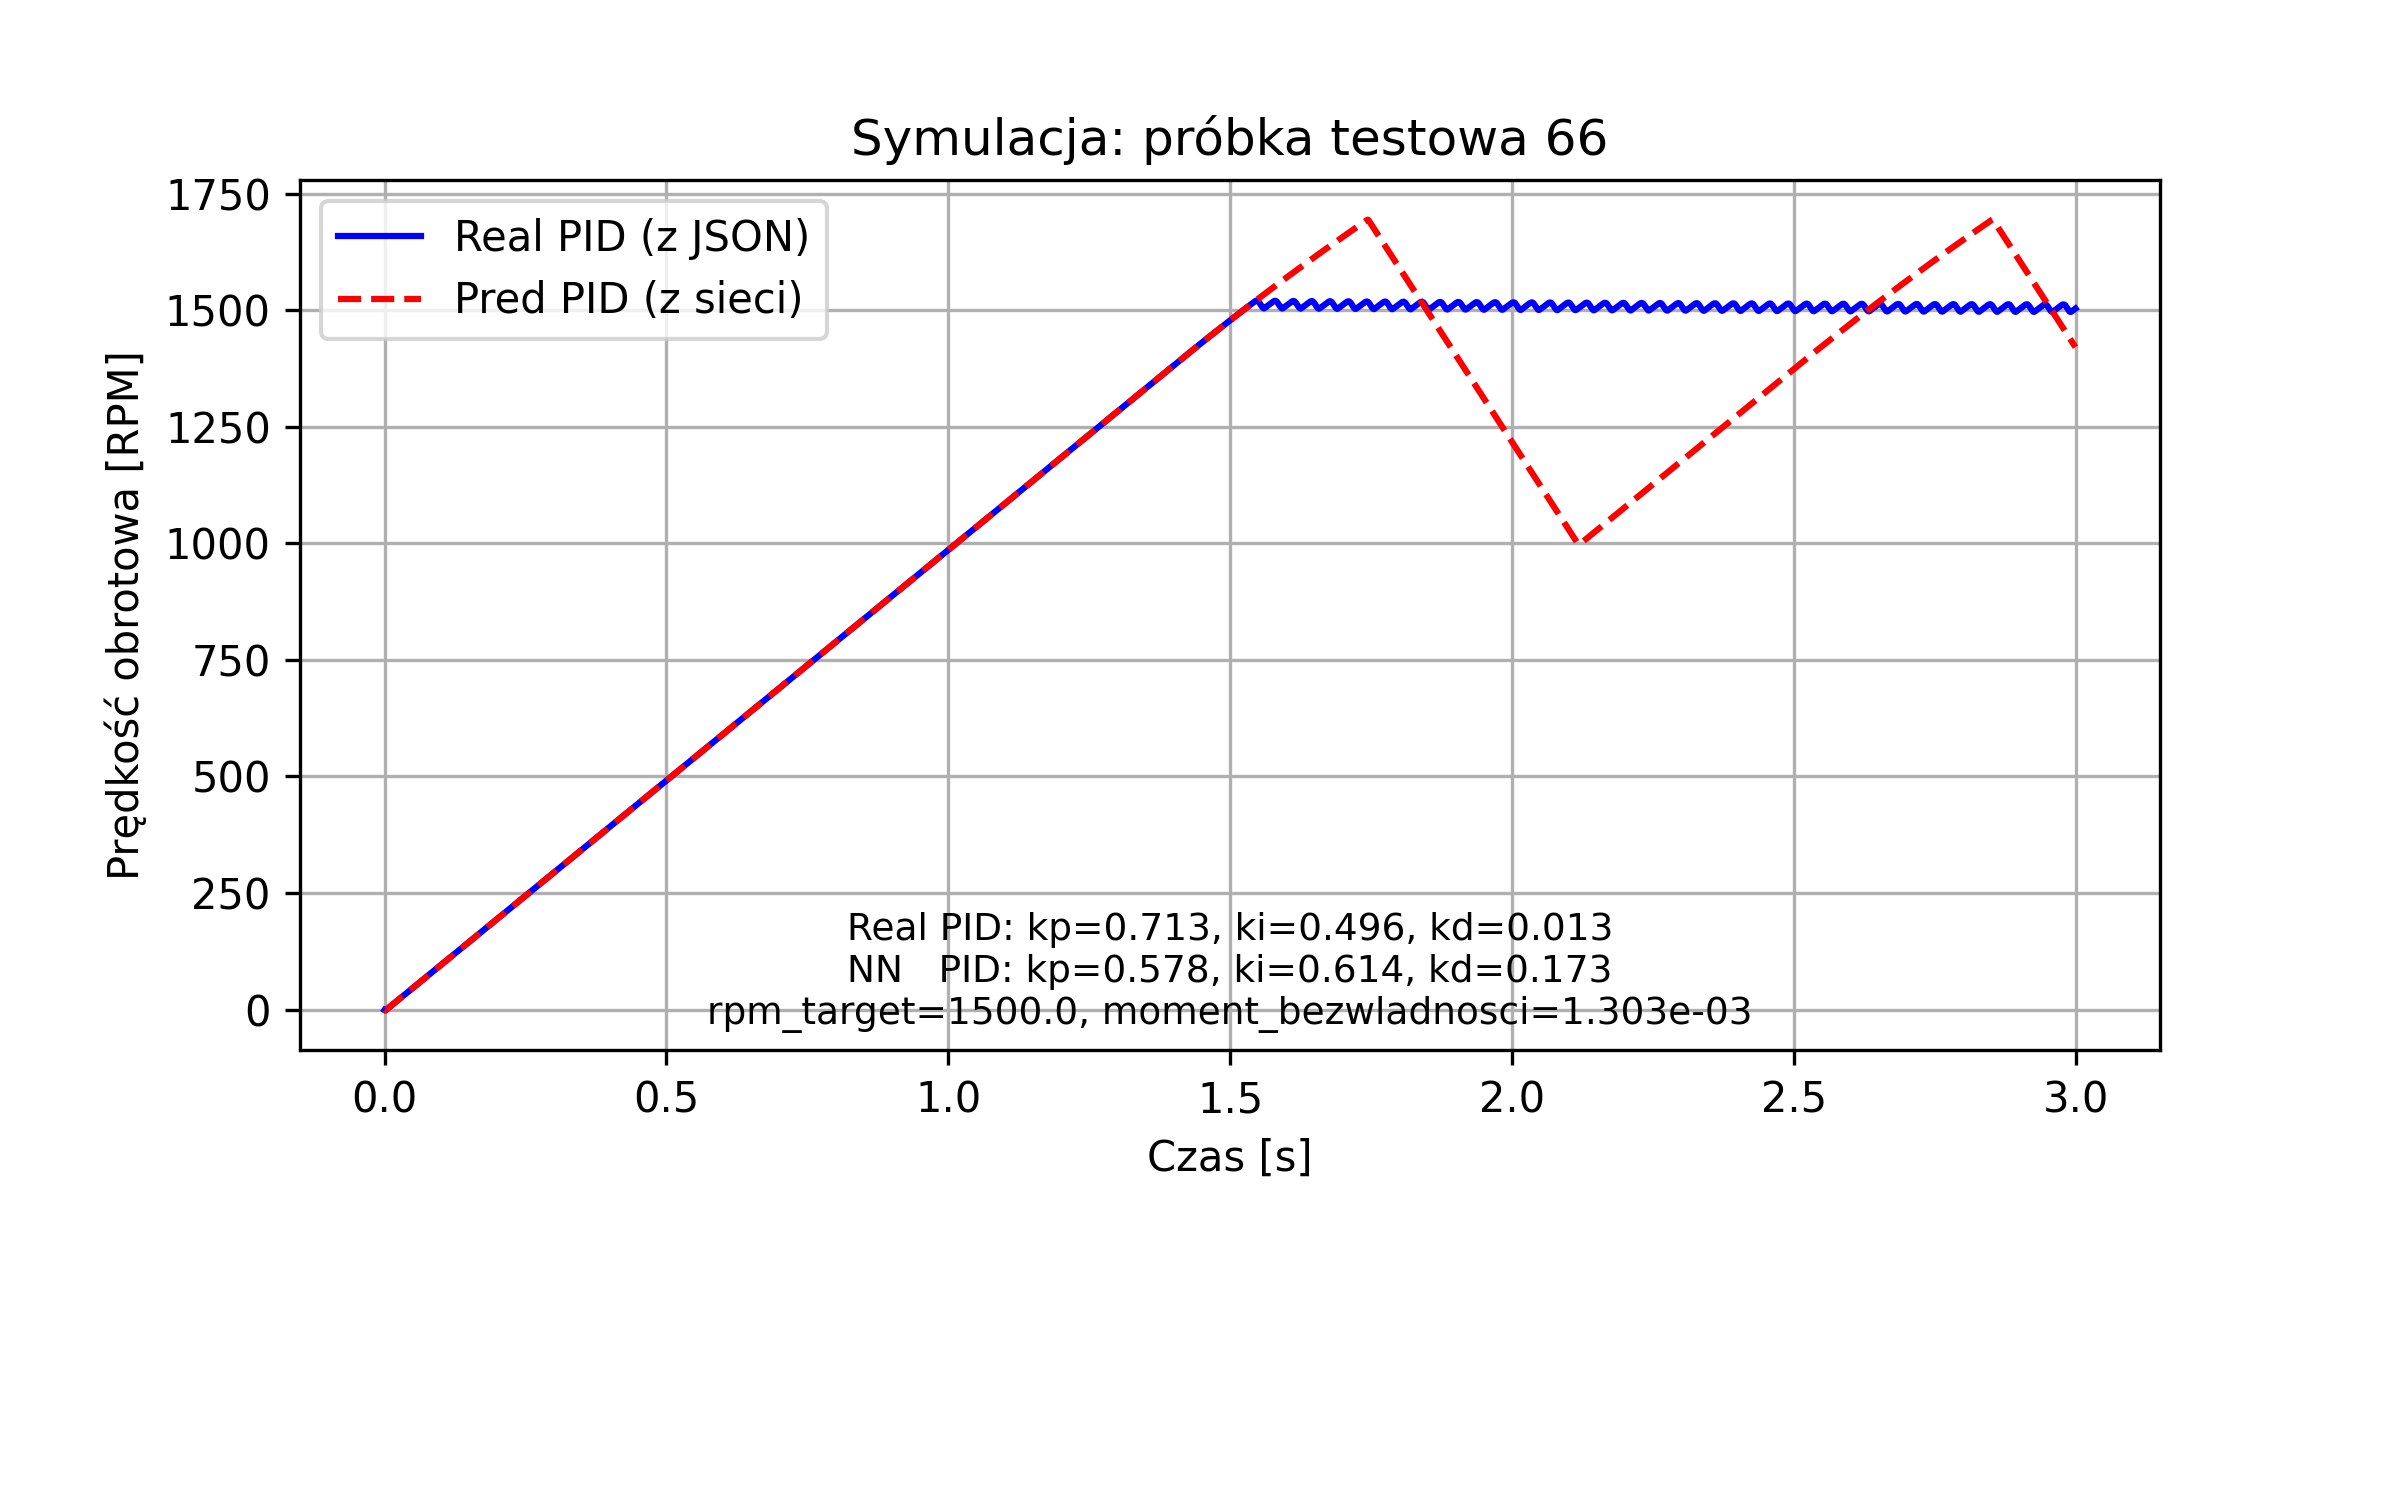 Symulacja: próbka testowa 66
1750
1500
1250
1000
750
500
250
0
Prędkość obrotowa [RPM]
Real PID (z JSON)
Pred PID (z sieci)
Real PID: kp=0.713, ki=0.496, kd=0.013
NN   PID: kp=0.578, ki=0.614, kd=0.173
rpm_target=1500.0, moment_bezwladnosci=1.303e-03
0.0 0.5 1.0 1.5 2.0 2.5 3.0
Czas [s]